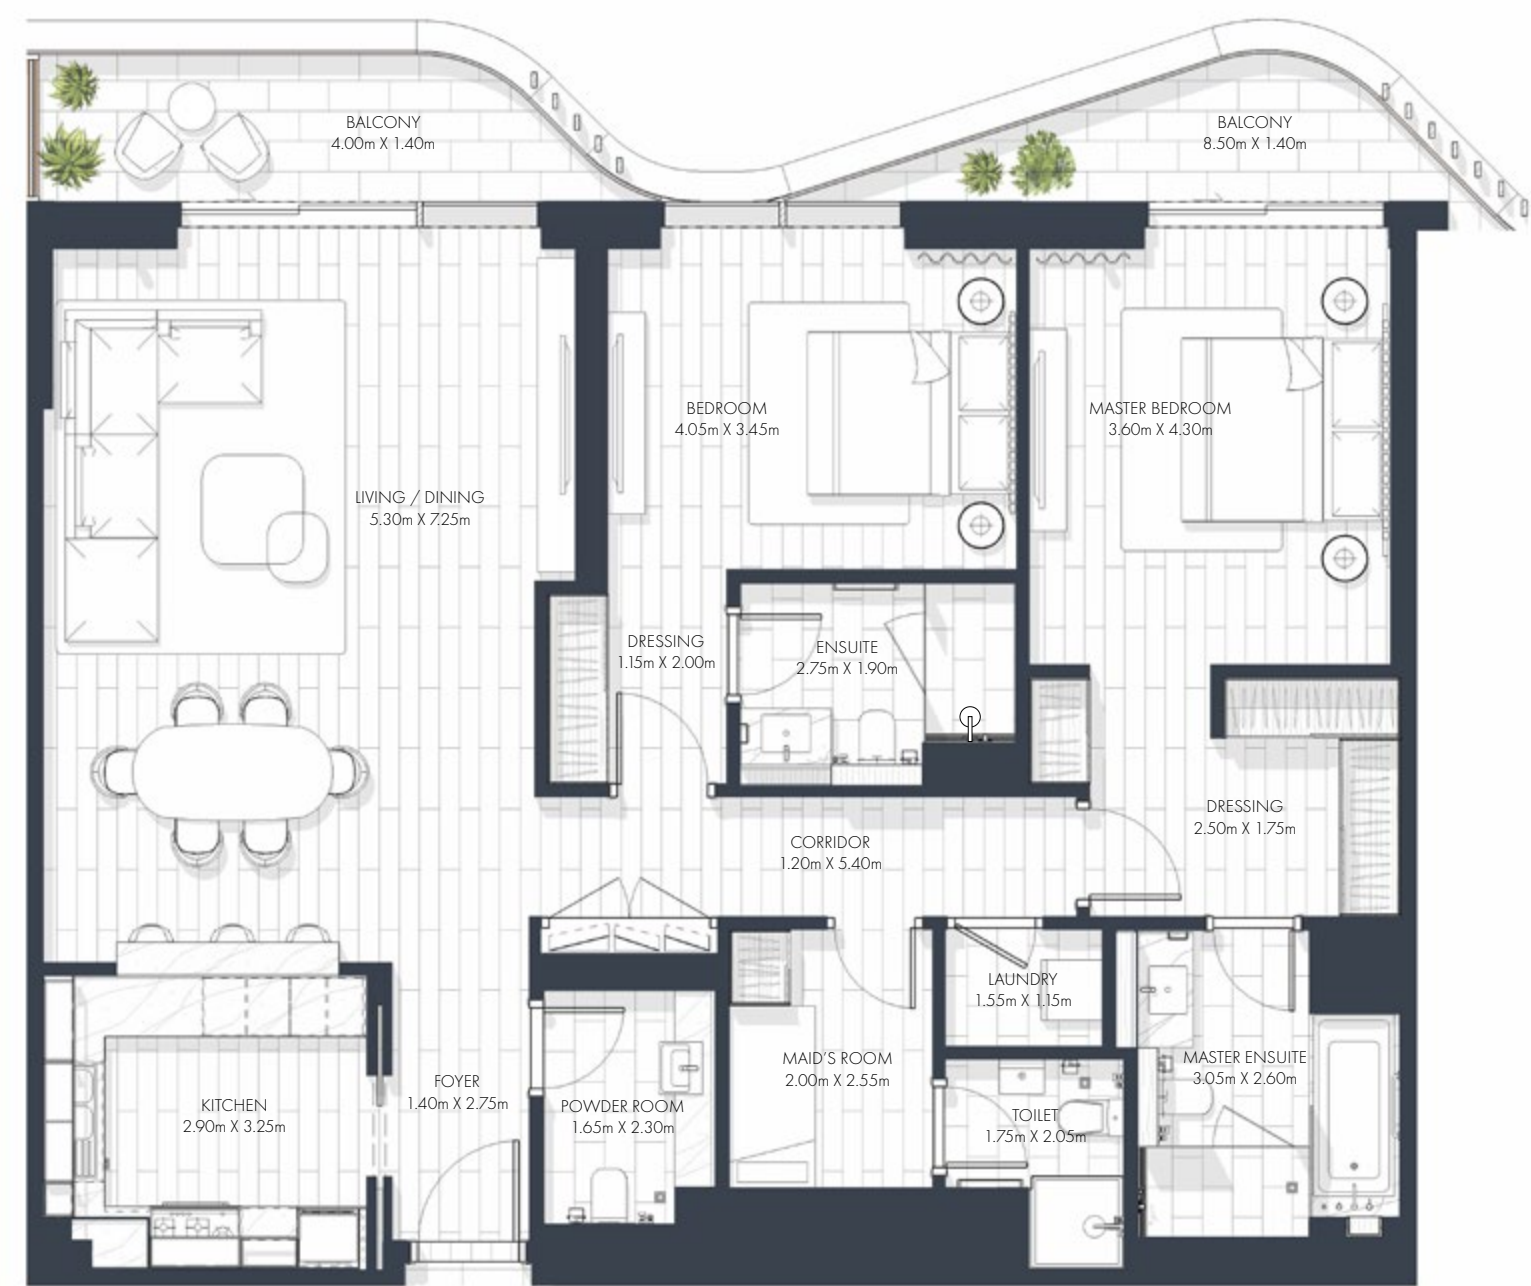 BALCONY
4.00m X 1.40m
BALCONY
8.50m X 1.40m
BEDROOM
4.05m X 3.45m
MASTER BEDROOM
3.60m X 4.30m
LIVING / DINING
5.30m X 7.25m
DRESSING
1.15m X 2.00m
ENSUITE
2.75m X 1.90m
DRESSING
2.50m X 1.75m
CORRIDOR
1.20m X 5.40m
LAUNDRY
1.55m X 1.15m
MAID'S ROOM
2.00m X 2.55m
MASTER ENSUITE
3.05m X 2.60m
FOYER
1.40m X 2.75m
KITCHEN
2.90m X 3.25m
POWDER ROOM
1.65m X 2.30m
TOILET
1.75m X 2.05m